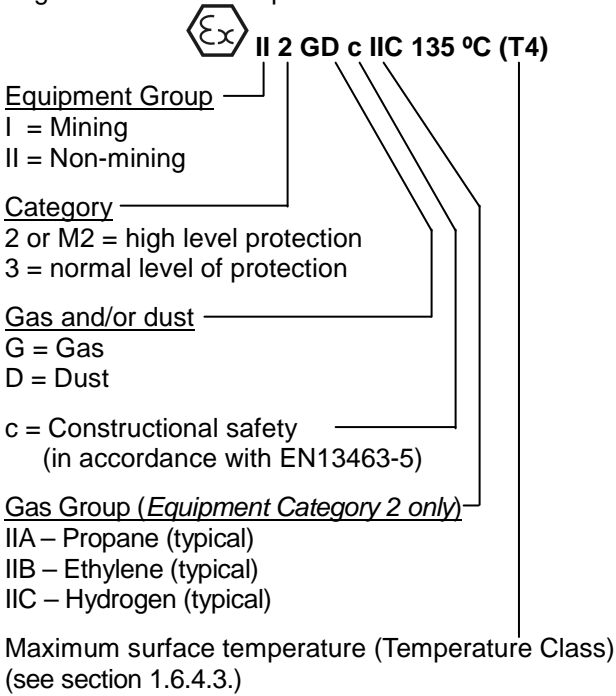 Ex II 2 GD c IIC 135 ºC (T4)
Equipment Group
I = Mining
II = Non-mining
Category
2 or M2 = high level protection
3 = normal level of protection
Gas and/or dust
G = Gas
D = Dust
c = Constructional safety
(in accordance with EN13463-5)
Gas Group (Equipment Category 2 only)
IIA – Propane (typical)
IIB – Ethylene (typical)
IIC – Hydrogen (typical)
Maximum surface temperature (Temperature Class)
(see section 1.6.4.3.)